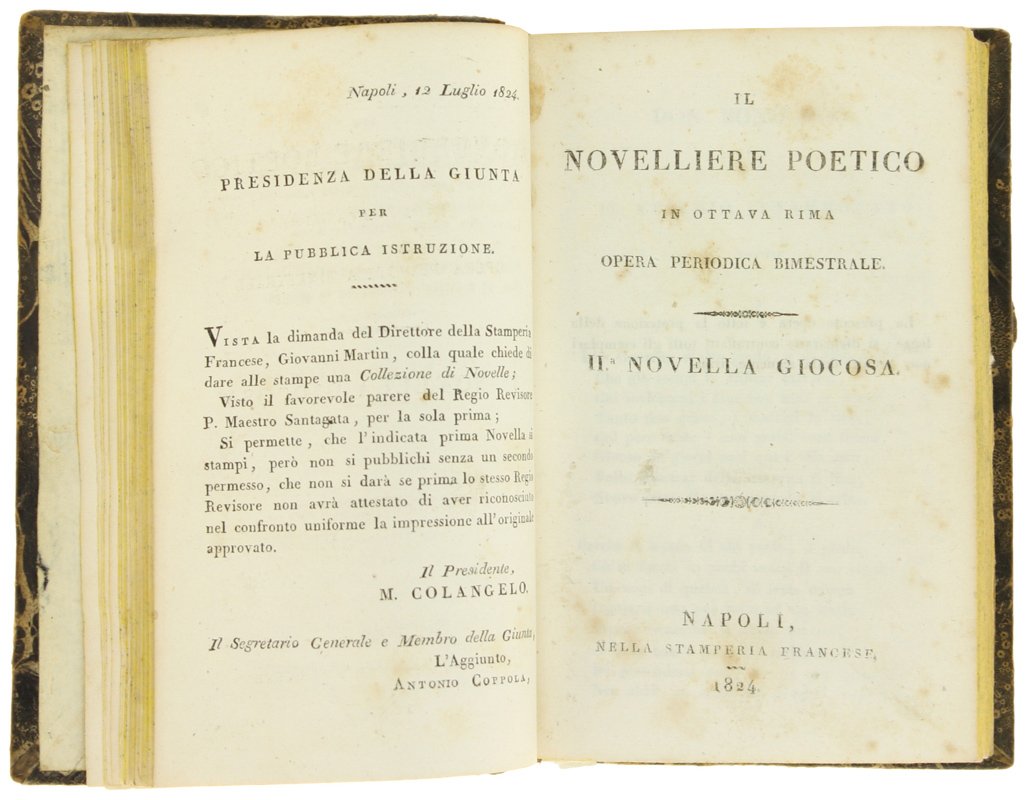 Napoli, 12 Luglio 1824.
PRESIDENZA DELLA GIUNTA
PER
LA PUBBLICA ISTRUZIONE.
VISTA la dimanda del Direttore della Stamperia
Francese, Giovanni Martin, colla quale chiede di
dare alle stampe una Collezione di Novelle;
Visto il favorevole parere del Regio Revisore
P. Maestro Santagata, per la sola prima;
Si permette, che l'indicata prima Novella si
stampi, però non si pubblichi senza un secondo
permesso, che non si darà se prima lo stesso Regio
Revisore non avrà attestato di aver riconosciuto
nel confronto uniforme la impressione all'originale
approvato.
Il Presidente,
M. COLANGELO.
Il Segretario Generale e Membro della Giunta,
L'Aggiunto,
ANTONIO COPPOLA,
IL
NOVELLIERE POETICO
IN OTTAVA RIMA
OPERA PERIODICA BIMESTRALE.
II.a NOVELLA GIOCOSA.
NAPOLI,
NELLA STAMPERIA FRANCESE,
1824